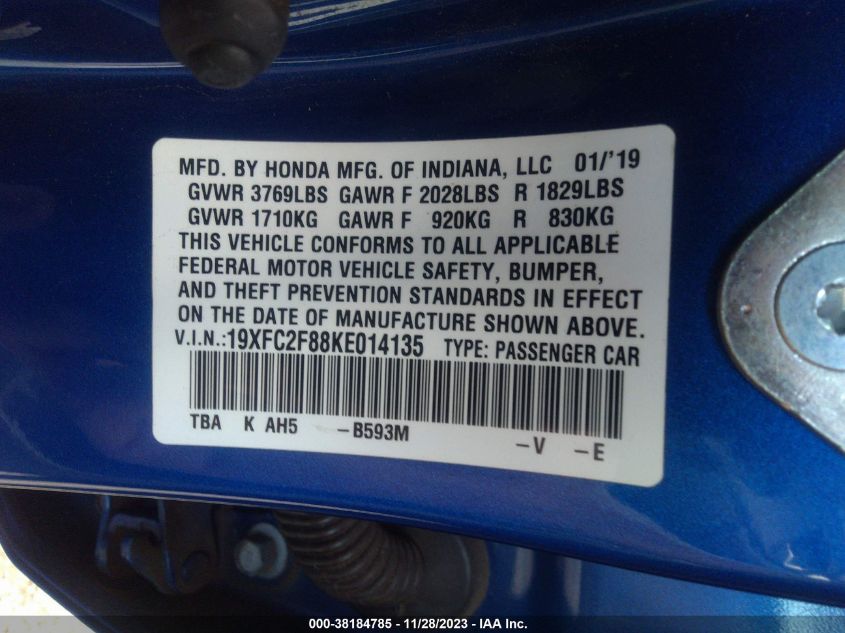 MFD. BY HONDA MFG. OF INDIANA, LLC 01/'19
GVWR 3769LBS GAWR F 2028LBS R 1829LBS
GVWR 1710KG GAWR F 920KG R 830KG
THIS VEHICLE CONFORMS TO ALL APPLICABLE
FEDERAL MOTOR VEHICLE SAFETY, BUMPER,
AND THEFT PREVENTION STANDARDS IN EFFECT
ON THE DATE OF MANUFACTURE SHOWN ABOVE.
V.I.N.:19XFC2F88KE014135 TYPE: PASSENGER CAR
TBA K AH5 -B593M -V -E
000-38184785 - 11/28/2023 - IAA Inc.